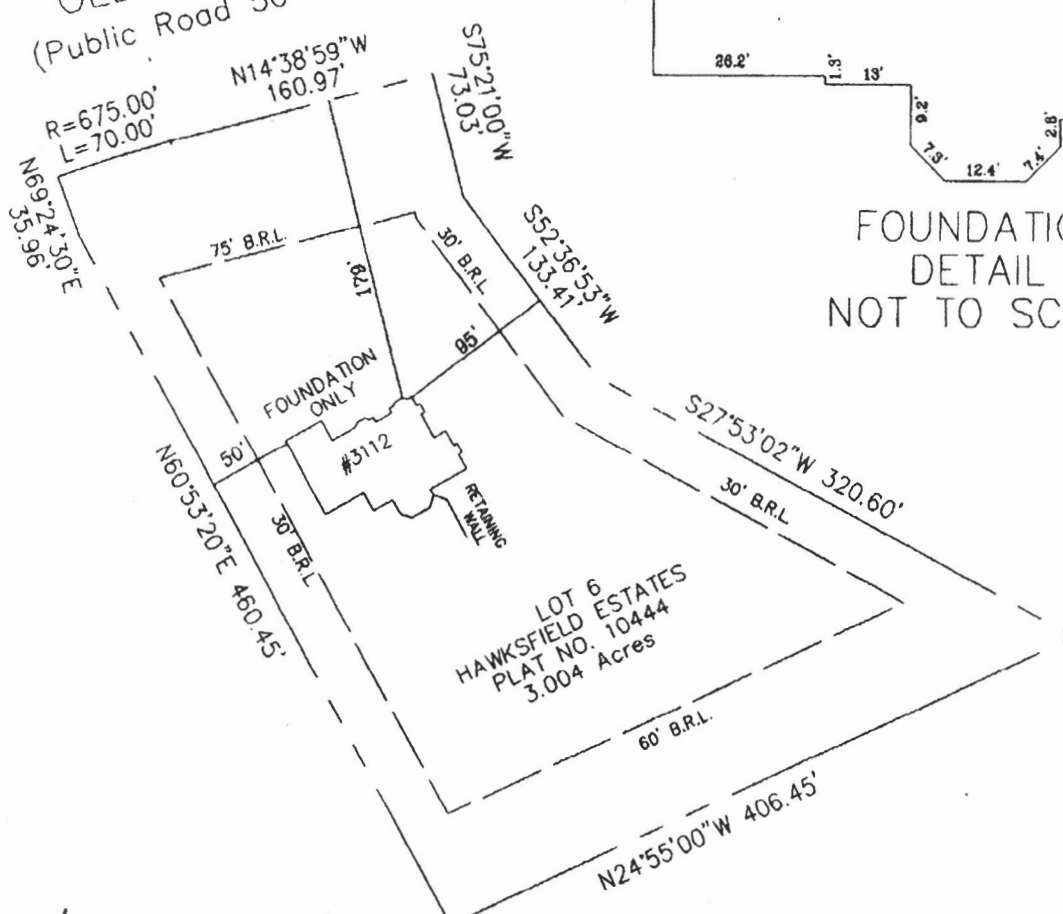 (Public Road
N14°38'59"W
160.97'
R=675.00'
L=70.00'
S75°21'00"W
73.03'
N69°24'30"E
35.96'
75' B.R.L.
30' B.R.L
S52°36'53"W
133.41'
179'
95'
FOUNDATION
ONLY
#3112
50'
N60°53'20"E 460.45'
30' B.R.L
RETAINING
WALL
S27°53'02"W 320.60'
30' B.R.L
LOT 6
HAWKSFIELD ESTATES
PLAT NO. 10444
3.004 Acres
60' B.R.L.
N24°55'00"W 406.45'
26.2'
1.3'
13'
9.2'
7.3'
12.4'
7.4'
2.8'
DETAIL
NOT TO